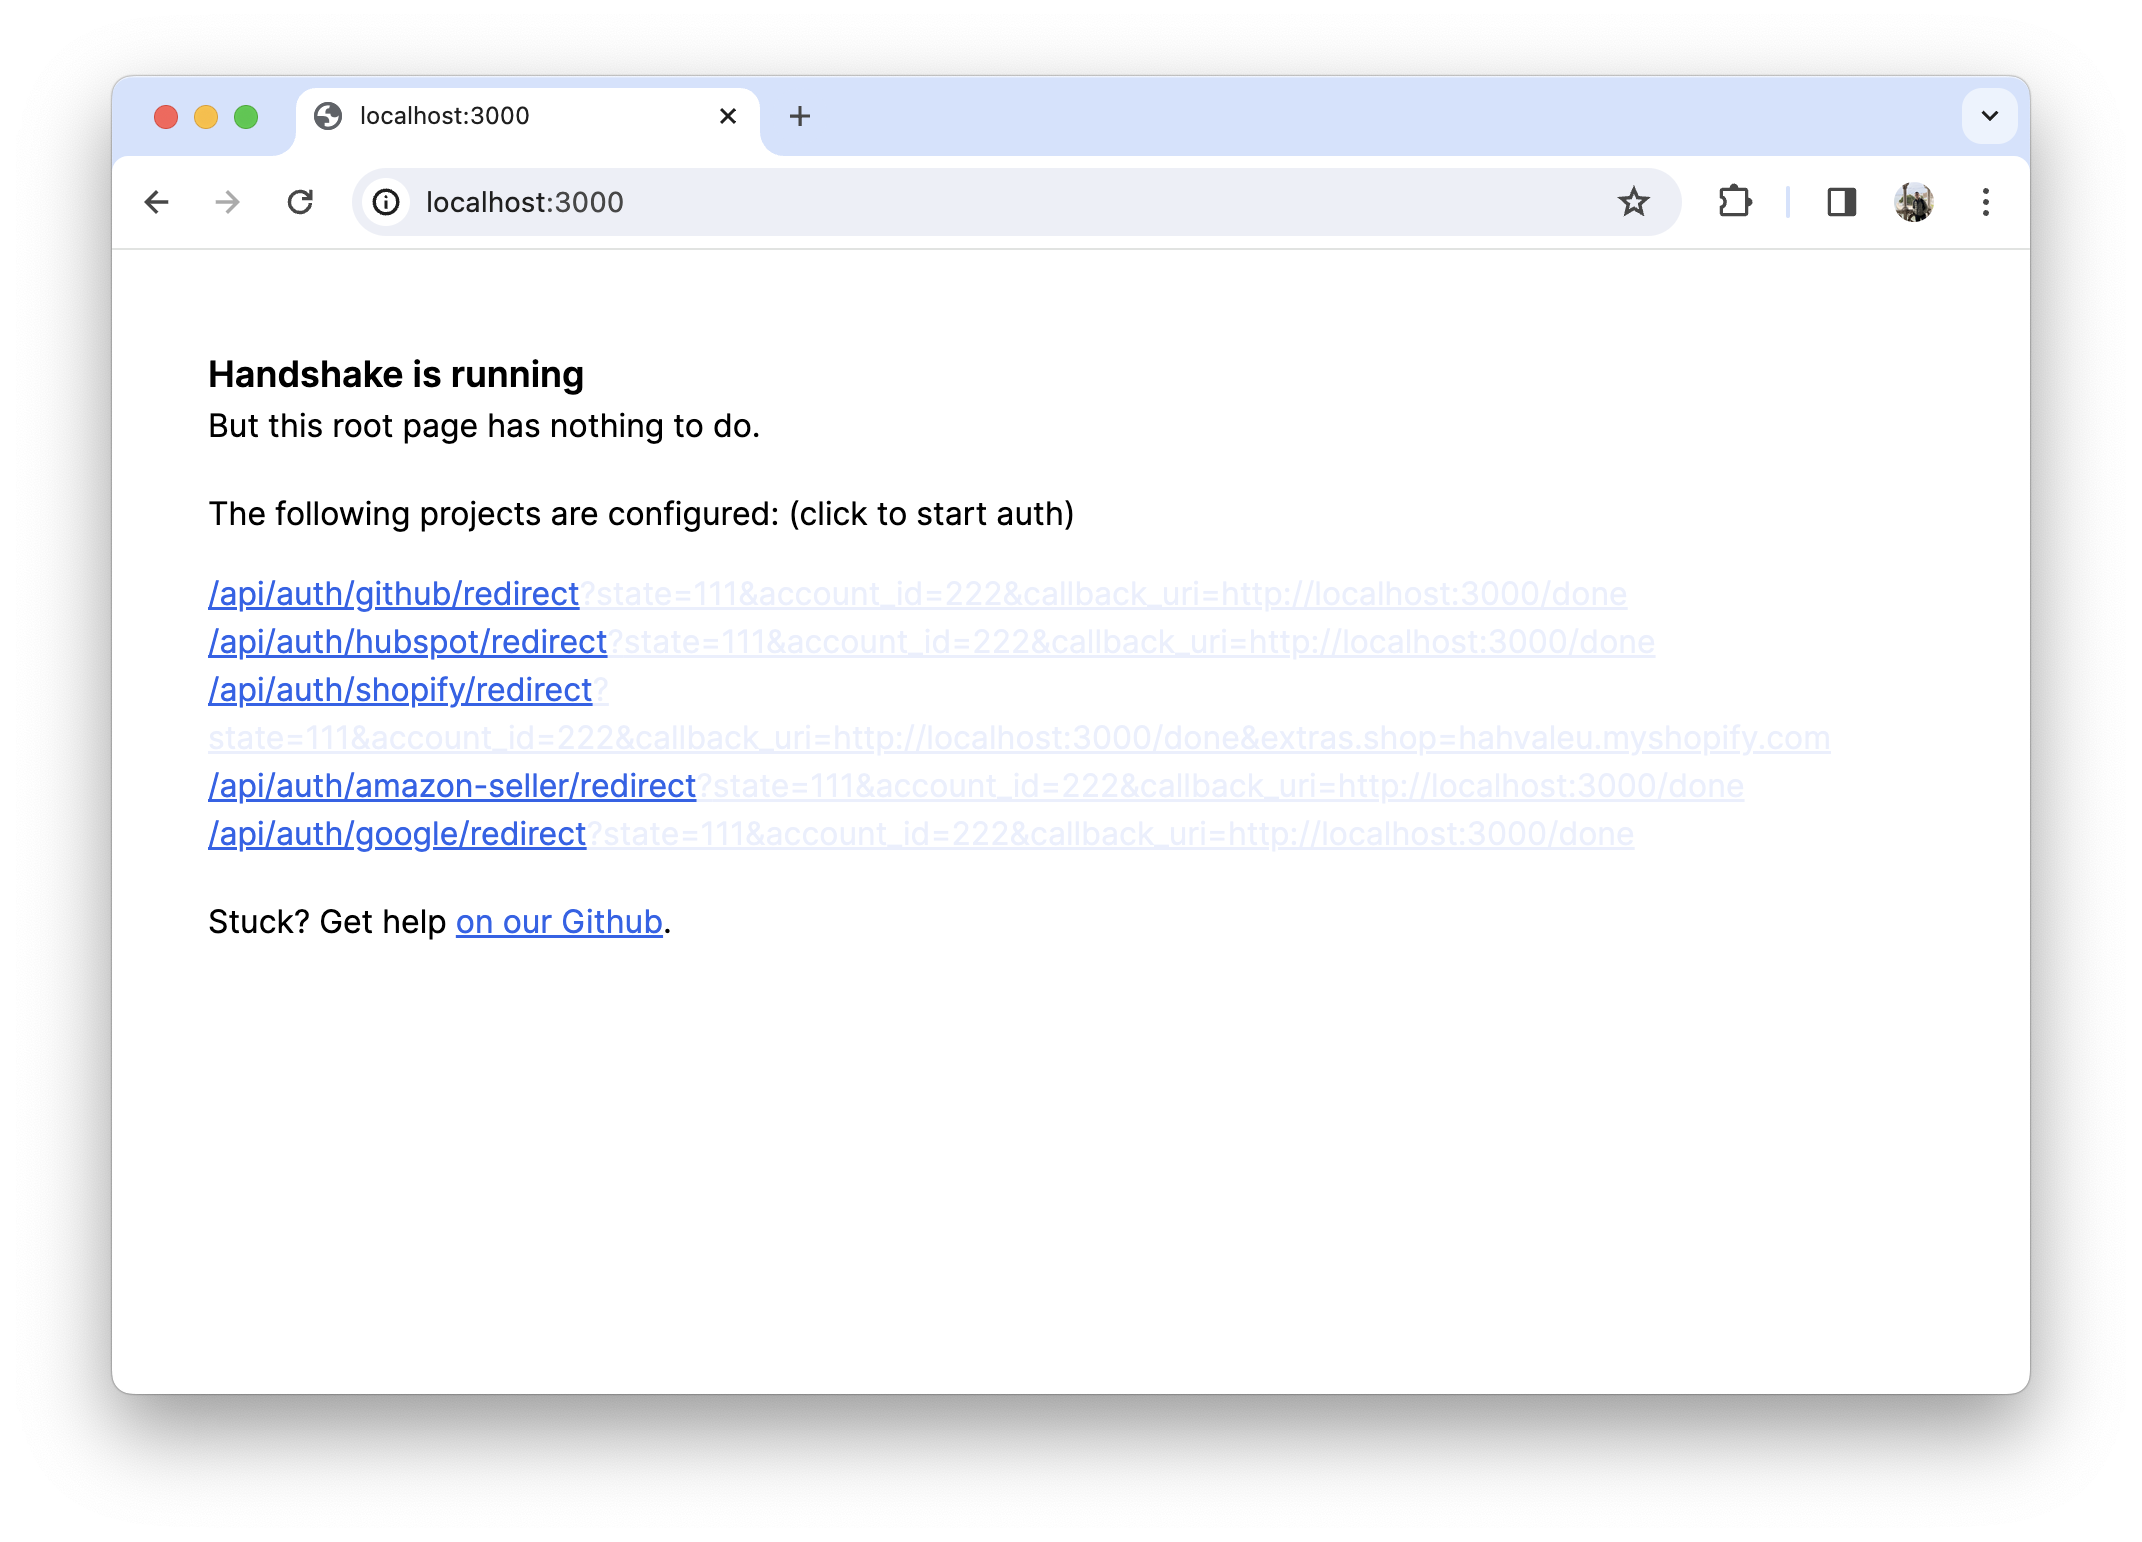 localhost:3000
localhost:3000
Handshake is running
But this root page has nothing to do.
The following projects are configured: (click to start auth)
/api/auth/github/redirect?state=111&account_id=222&callback_uri=http://localhost:3000/done
/api/auth/hubspot/redirect?state=111&account_id=222&callback_uri=http://localhost:3000/done
/api/auth/shopify/redirect?
state=111&account_id=222&callback_uri=http://localhost:3000/done&extras.shop=hahvaleu.myshopify.com
/api/auth/amazon-seller/redirect?state=111&account_id=222&callback_uri=http://localhost:3000/done
/api/auth/google/redirect?state=111&account_id=222&callback_uri=http://localhost:3000/done
Stuck? Get help on our Github.